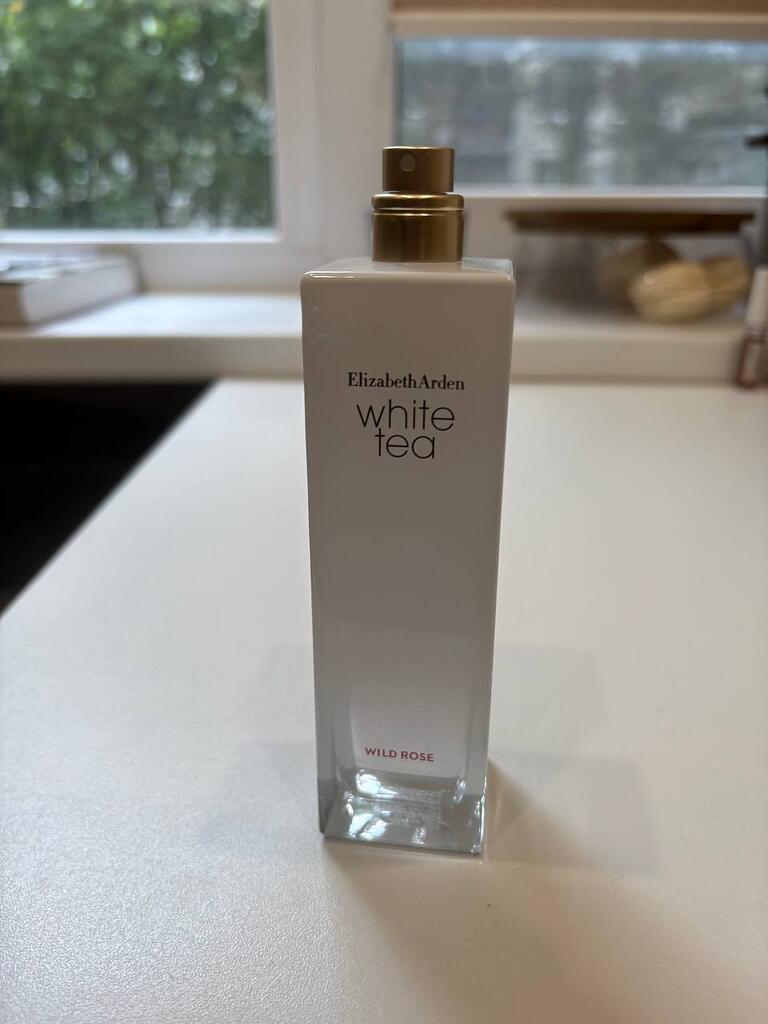 ElizabethArden
white
tea
WILD ROSE